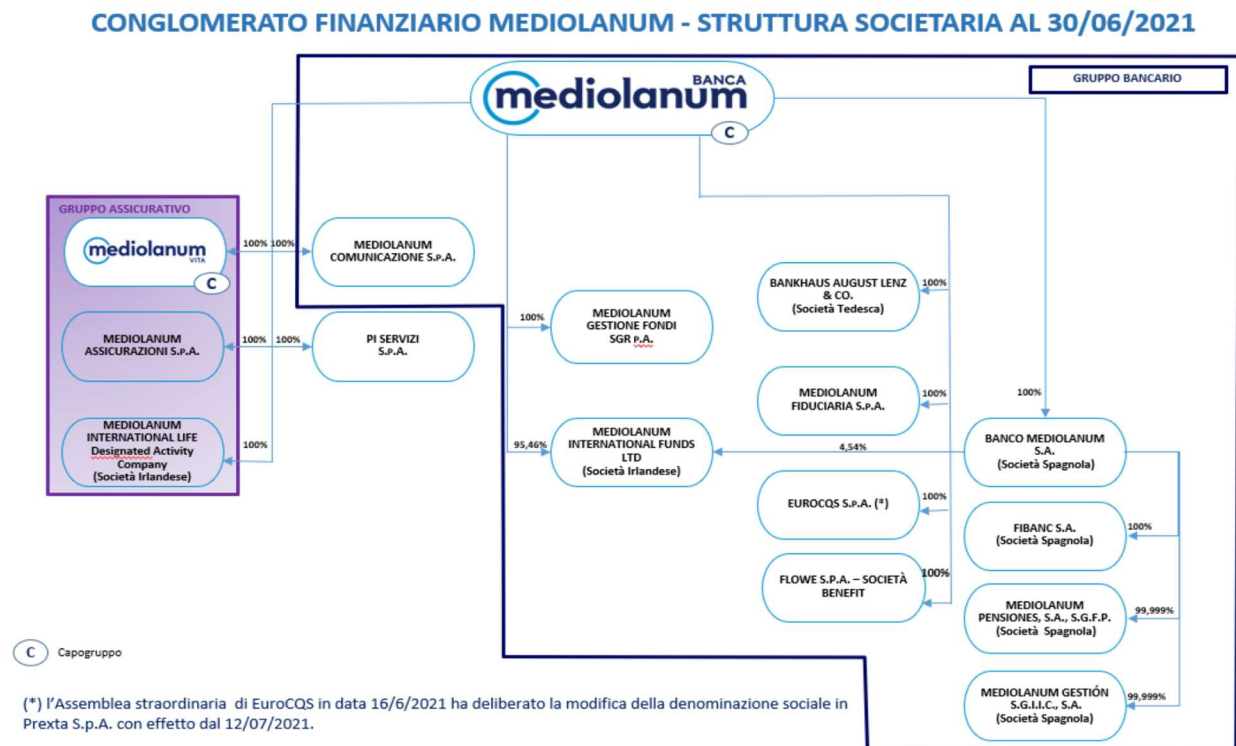 CONGLOMERATO FINANZIARIO MEDIOLANUM - STRUTTURA SOCIETARIA AL 30/06/2021
GRUPPO BANCARIO
BANCA
mediolanum
C
GRUPPO ASSICURATIVO
mediolanum
VITA
C
100% 100%
MEDIOLANUM
COMUNICAZIONE S.P.A.
MEDIOLANUM
ASSICURAZIONI S.P.A.
100%
100%
PI SERVIZI
S.P.A.
MEDIOLANUM
INTERNATIONAL LIFE
Designated Activity
Company
(Società Irlandese)
100%
100%
MEDIOLANUM
GESTIONE FONDI
SGR P.A.
95,46%
MEDIOLANUM
INTERNATIONAL FUNDS
LTD
(Società Irlandese)
4,54%
BANKHAUS AUGUST LENZ
& CO.
(Società Tedesca)
100%
MEDIOLANUM
FIDUCIARIA S.P.A.
100%
EUROCQS S.P.A. (*)
100%
FLOWE S.P.A. – SOCIETÀ
BENEFIT
100%
100%
BANCO MEDIOLANUM
S.A.
(Società Spagnola)
FIBANC S.A.
(Società Spagnola)
100%
MEDIOLANUM
PENSIONES, S.A., S.G.F.P.
(Società Spagnola)
99,999%
MEDIOLANUM GESTIÓN
S.G.I.I.C., S.A.
(Società Spagnola)
99,999%
C Capogruppo
(*) l'Assemblea straordinaria di EuroCQS in data 16/6/2021 ha deliberato la modifica della denominazione sociale in
Prexta S.p.A. con effetto dal 12/07/2021.